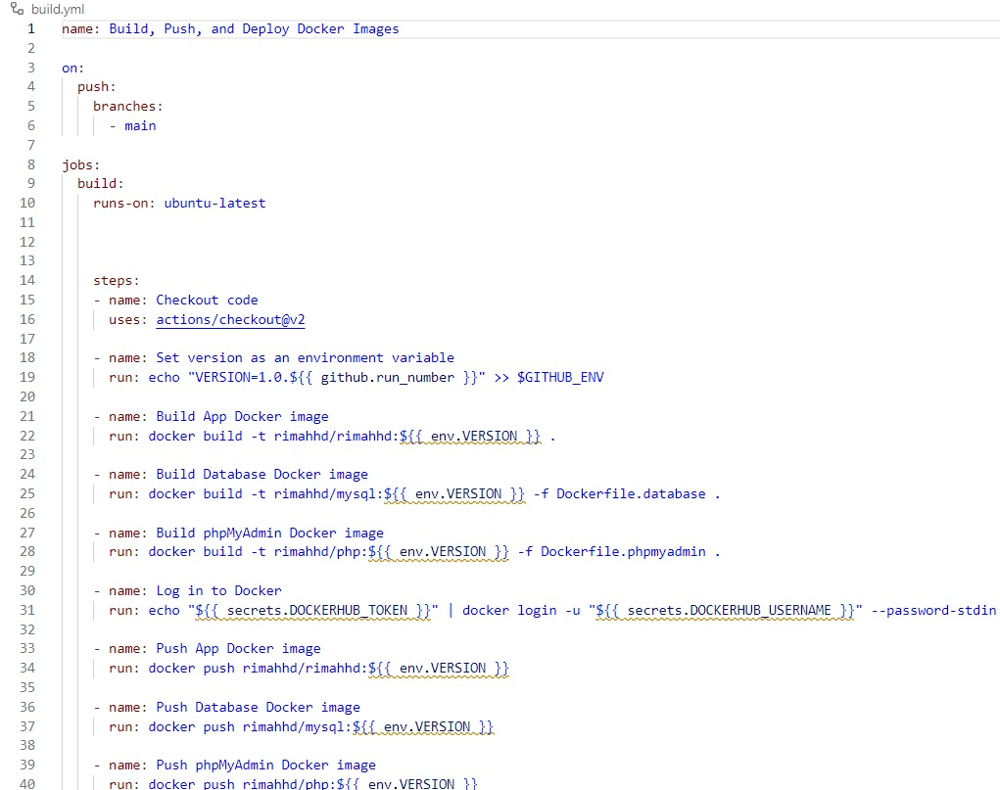 build.yml
1 name: Build, Push, and Deploy Docker Images
2
3 on:
4 push:
5 branches:
6 - main
7
8 jobs:
9 build:
10 runs-on: ubuntu-latest
11
12
13
14 steps:
15 - name: Checkout code
16 uses: actions/checkout@v2
17
18 - name: Set version as an environment variable
19 run: echo "VERSION=1.0.${{ github.run_number }}" >> $GITHUB_ENV
20
21 - name: Build App Docker image
22 run: docker build -t rimahhd/rimahhd:${{ env.VERSION }} .
23
24 - name: Build Database Docker image
25 run: docker build -t rimahhd/mysql:${{ env.VERSION }} -f Dockerfile.database .
26
27 - name: Build phpMyAdmin Docker image
28 run: docker build -t rimahhd/php:${{ env.VERSION }} -f Dockerfile.phpmyadmin .
29
30 - name: Log in to Docker
31 run: echo "${{ secrets.DOCKERHUB_TOKEN }}" | docker login -u "${{ secrets.DOCKERHUB_USERNAME }}" --password-stdin
32
33 - name: Push App Docker image
34 run: docker push rimahhd/rimahhd:${{ env.VERSION }}
35
36 - name: Push Database Docker image
37 run: docker push rimahhd/mysql:${{ env.VERSION }}
38
39 - name: Push phpMyAdmin Docker image
40 run: docker push rimahhd/php:${{ env.VERSION }}